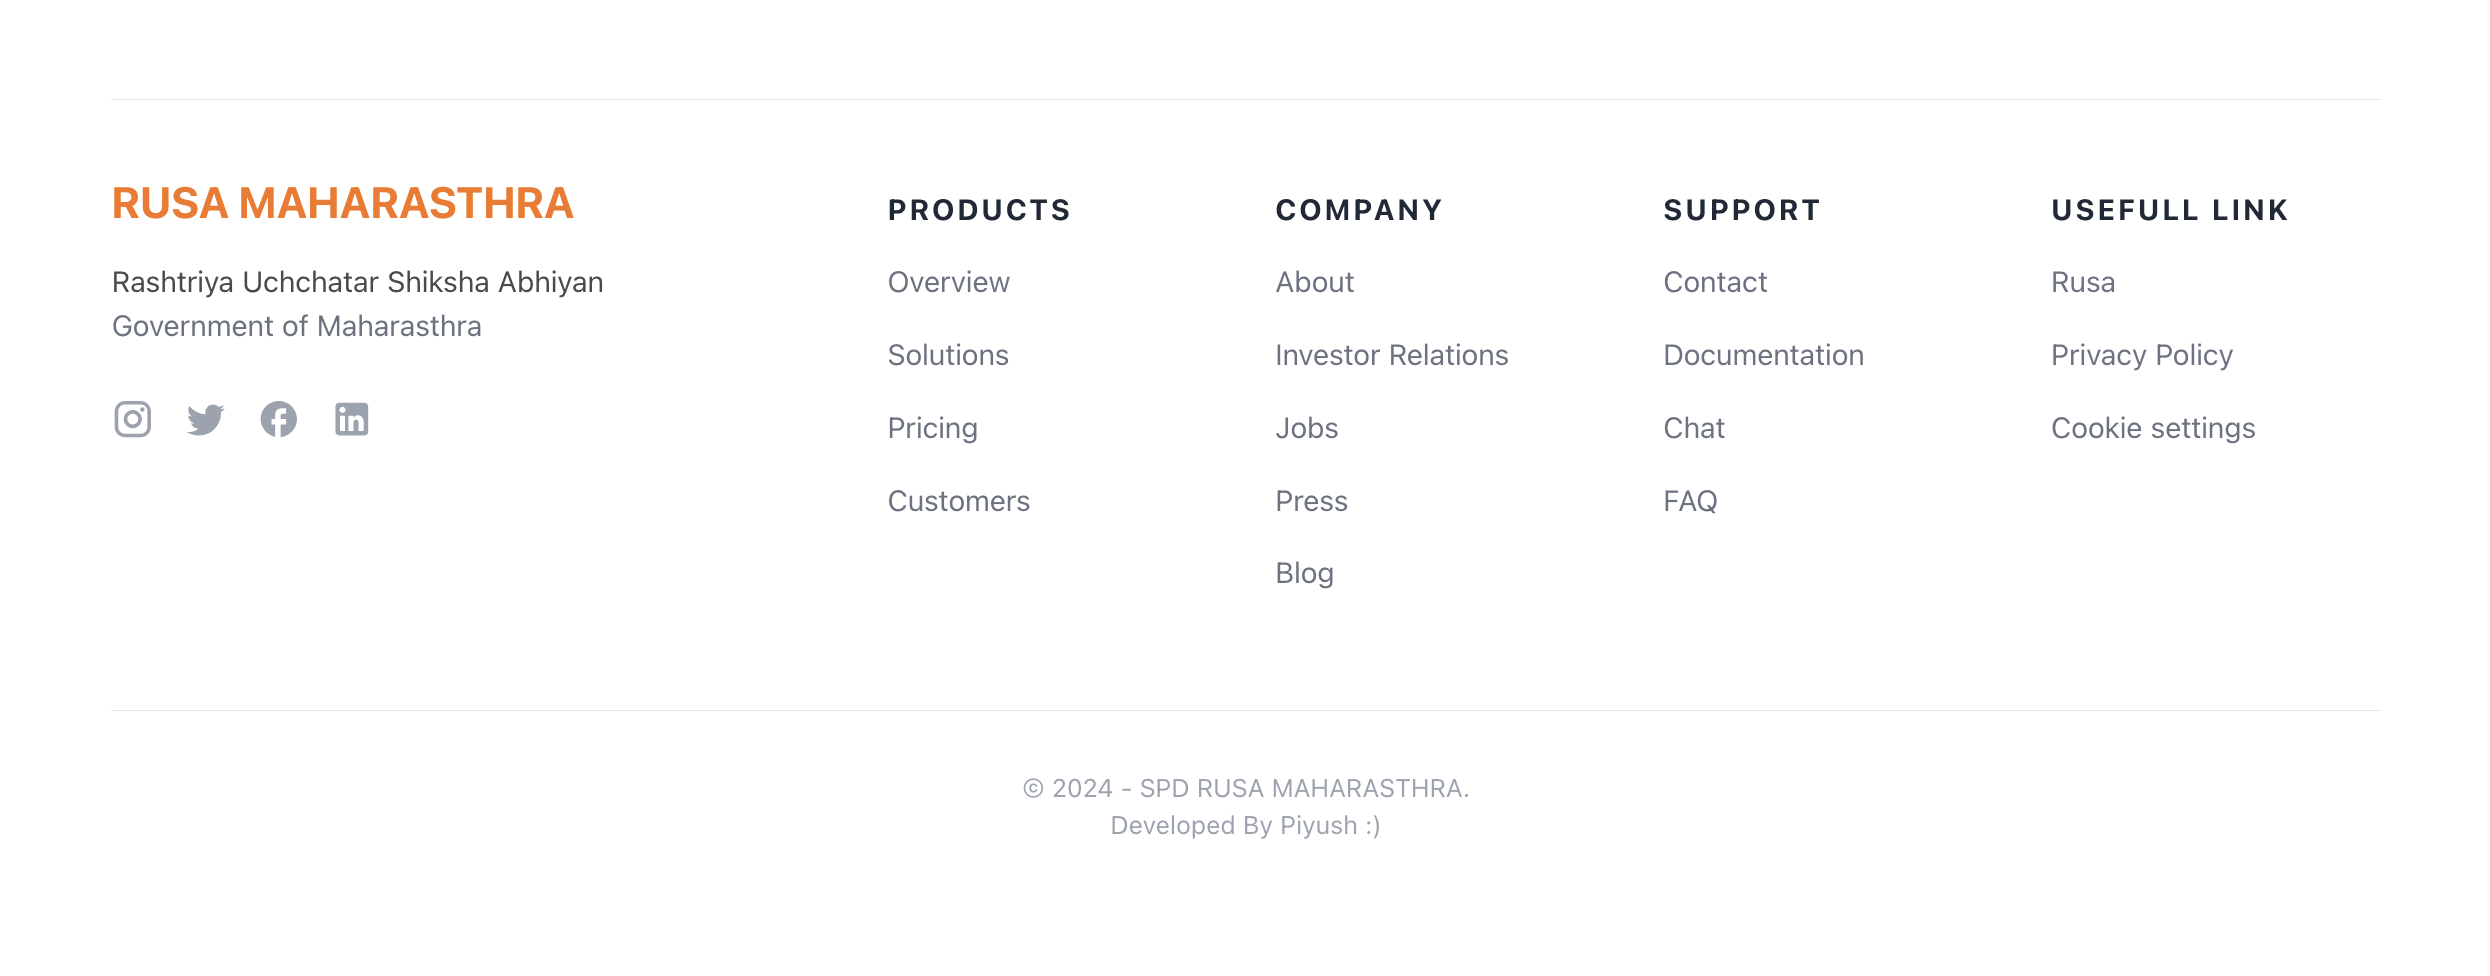 RUSA MAHARASTHRA
Rashtriya Uchchatar Shiksha Abhiyan
Government of Maharasthra
PRODUCTS
Overview
Solutions
Pricing
Customers
COMPANY
About
Investor Relations
Jobs
Press
Blog
SUPPORT
Contact
Documentation
Chat
FAQ
USEFULL LINK
Rusa
Privacy Policy
Cookie settings
© 2024 - SPD RUSA MAHARASTHRA.
Developed By Piyush :)